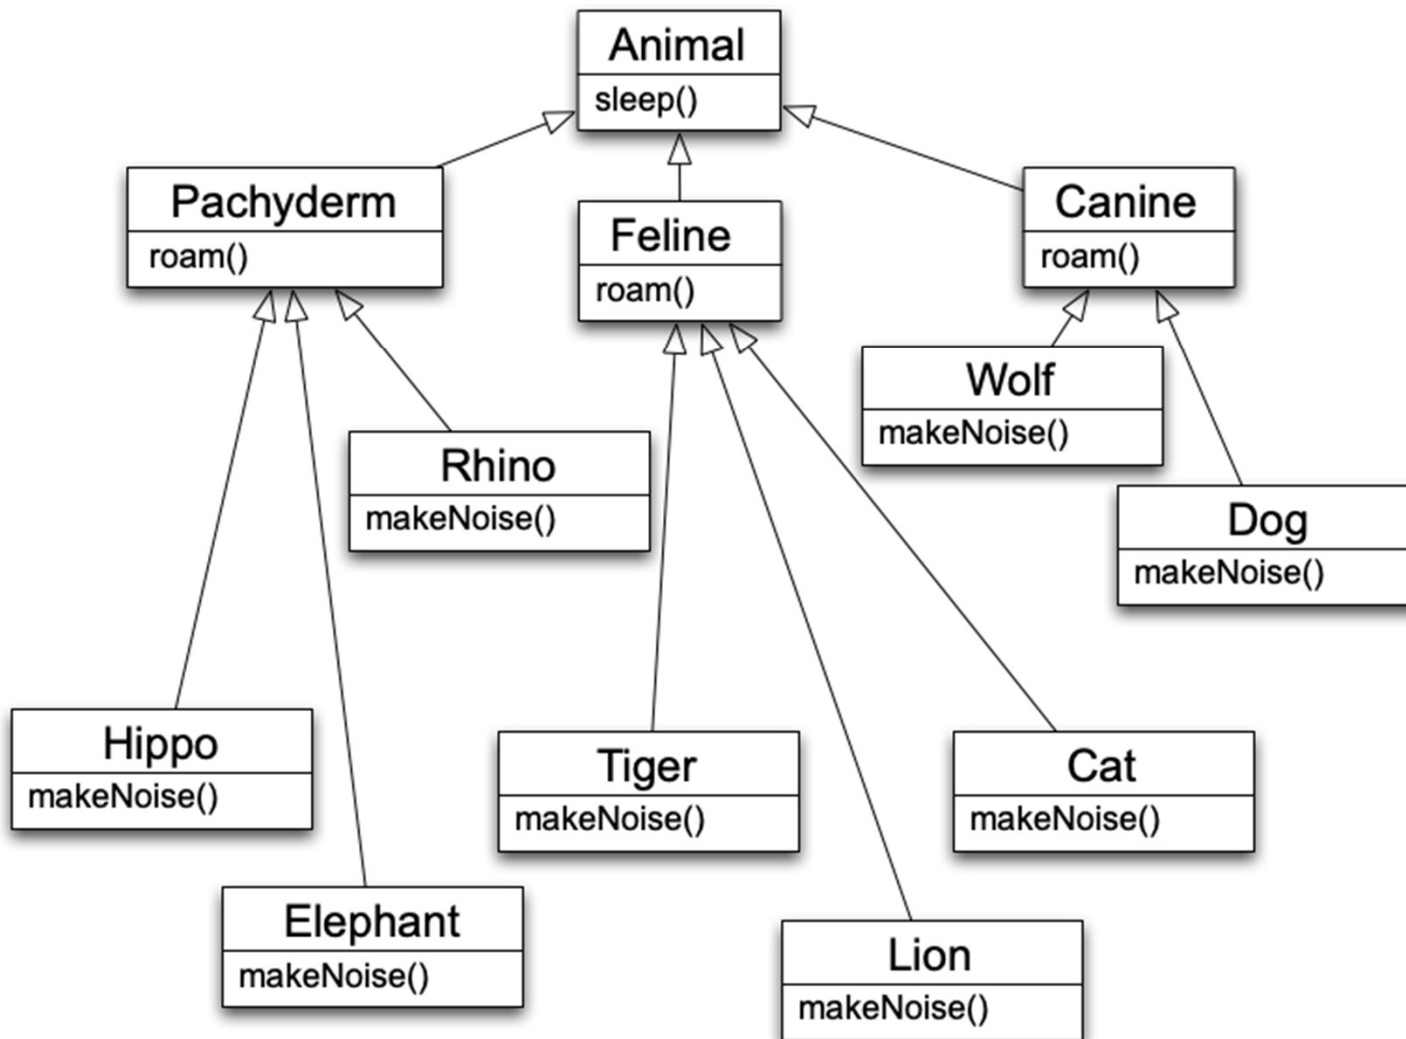 Animal
sleep()
Pachyderm
roam()
Feline
roam()
Canine
roam()
Wolf
makeNoise()
Rhino
makeNoise()
Dog
makeNoise()
Hippo
makeNoise()
Tiger
makeNoise()
Cat
makeNoise()
Elephant
makeNoise()
Lion
makeNoise()